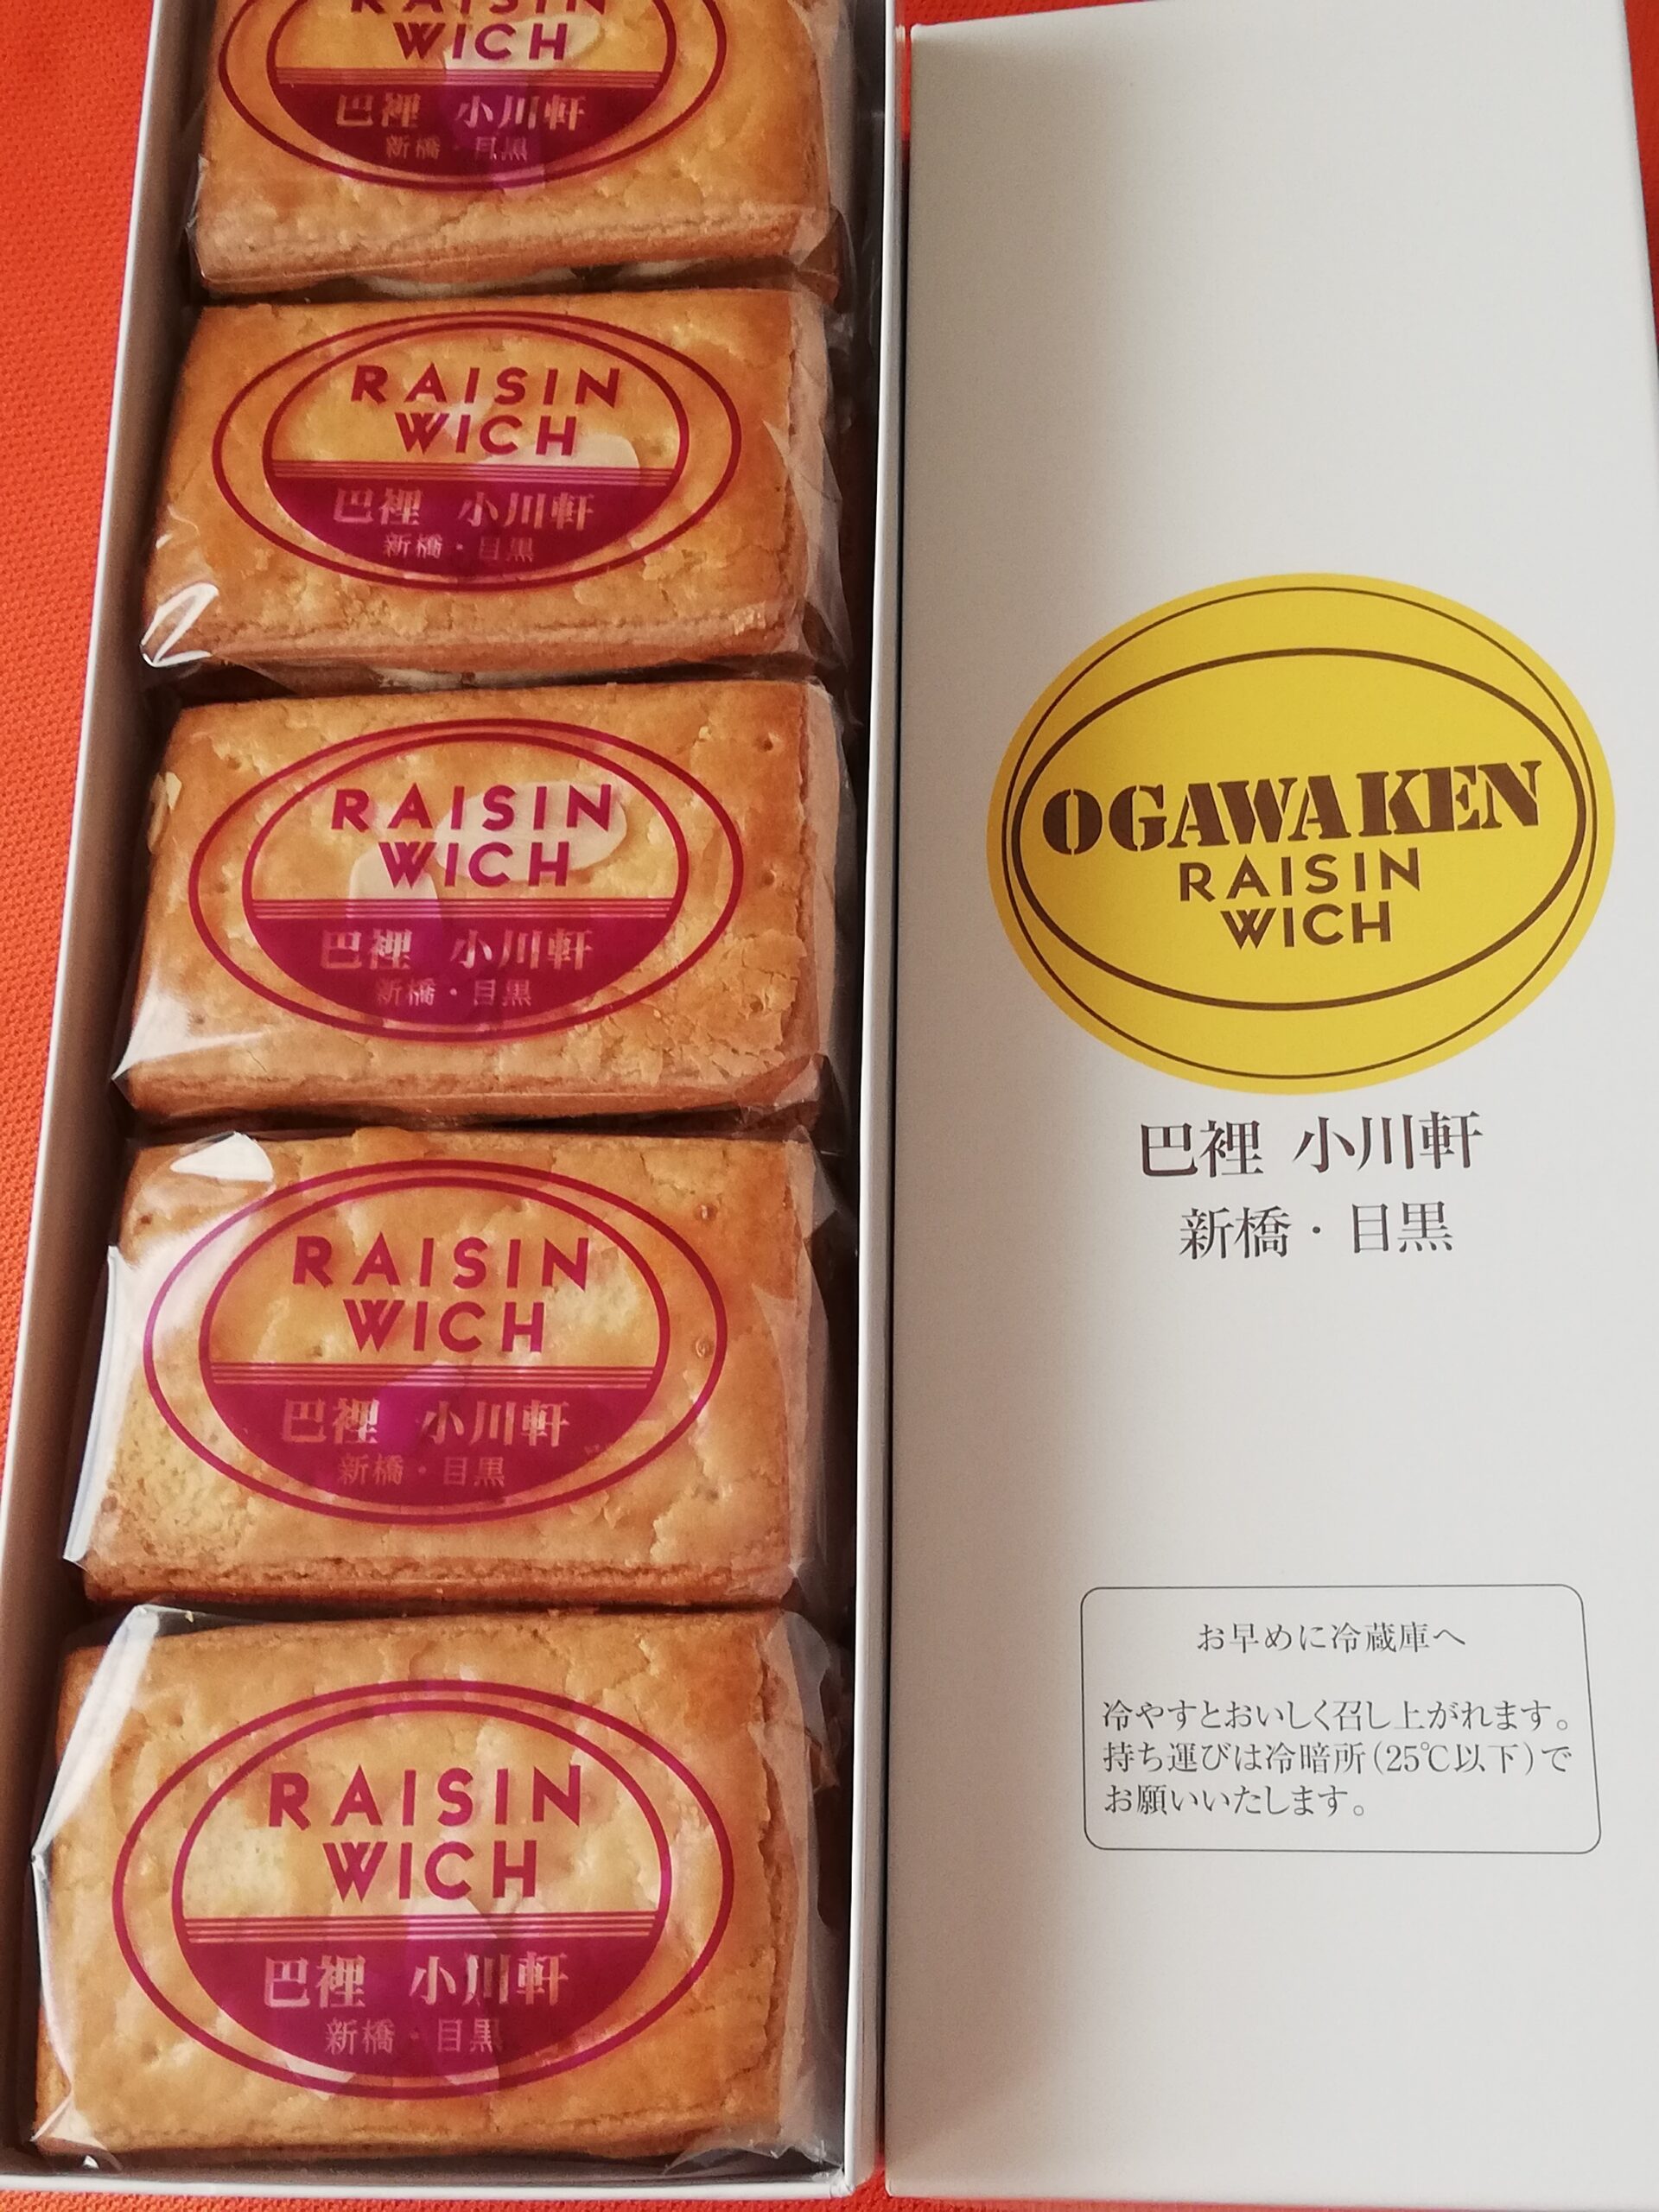 RAISIN
WICH
巴裡 小川軒
新橋・目黒
RAISIN
WICH
巴裡 小川軒
新橋・目黒
RAISIN
WICH
巴裡 小川軒
新橋・目黒
RAISIN
WICH
巴裡 小川軒
新橋・目黒
RAISIN
WICH
巴裡 小川軒
新橋・目黒
OGAWAKEN
RAISIN
WICH
巴裡 小川軒
新橋・目黒
お早めに冷蔵庫へ
冷やすとおいしく召し上がれます。
持ち運びは冷暗所(25℃以下)で
お願いいたします。